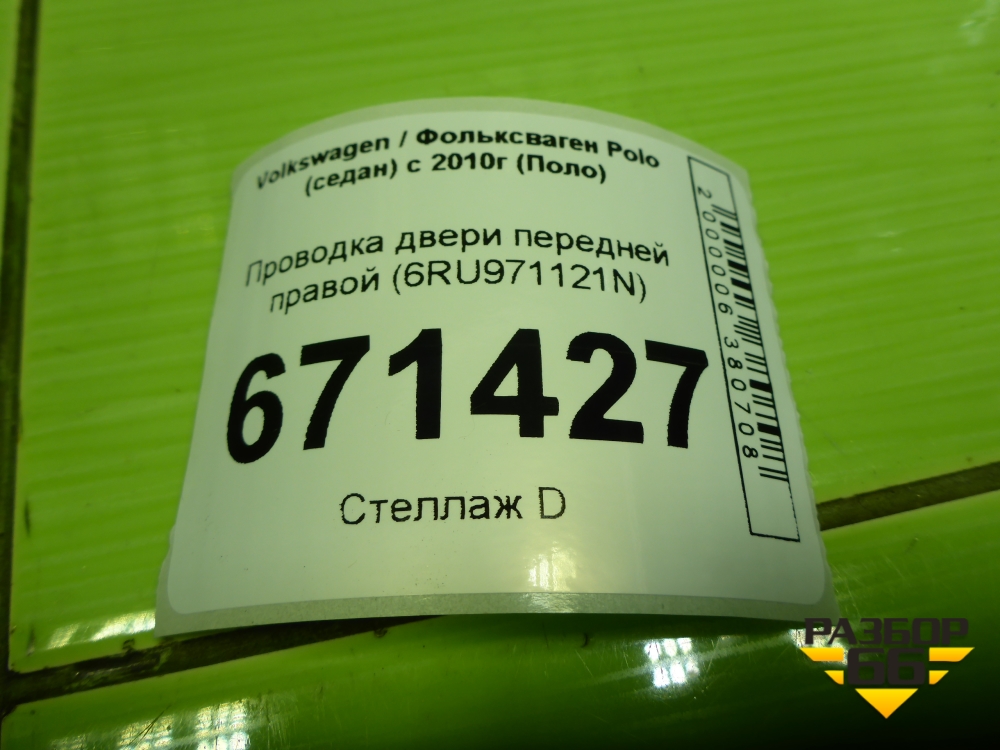 Volkswagen / Фольксваген Polo
(седан) с 2010г (Поло)
Проводка двери передней
правой (6RU971121N)
671427
Стеллаж D
2000006380708
РАЗБОР
66